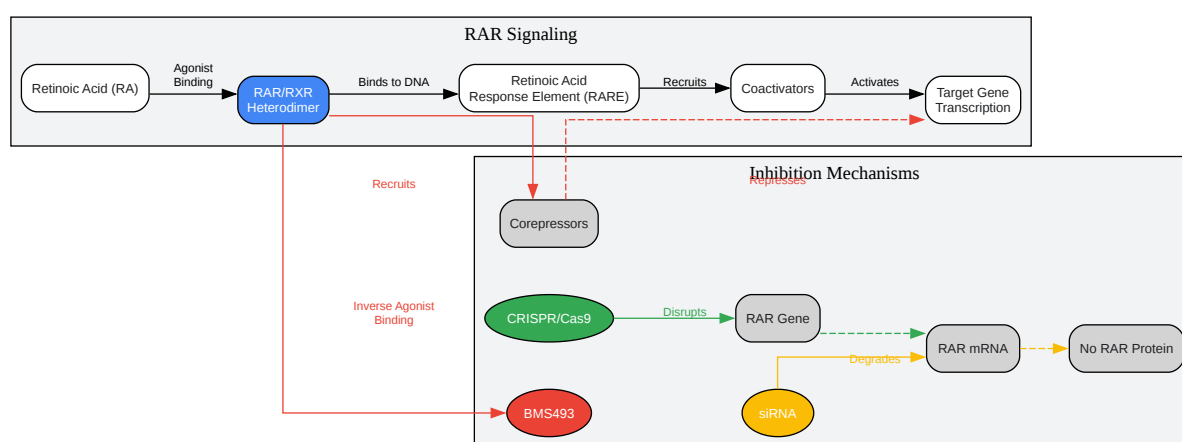 RAR Signaling
Retinoic Acid (RA)
Agonist
Binding
RAR/RXR
Heterodimer
Binds to DNA
Retinoic Acid
Response Element (RARE)
Recruits
Coactivators
Activates
Target Gene
Transcription
Inhibition Mechanisms
Recruits
Represses
Corepressors
Inverse Agonist
Binding
CRISPR/Cas9
Disrupts
RAR Gene
RAR mRNA
No RAR Protein
Degrades
BMS493
siRNA